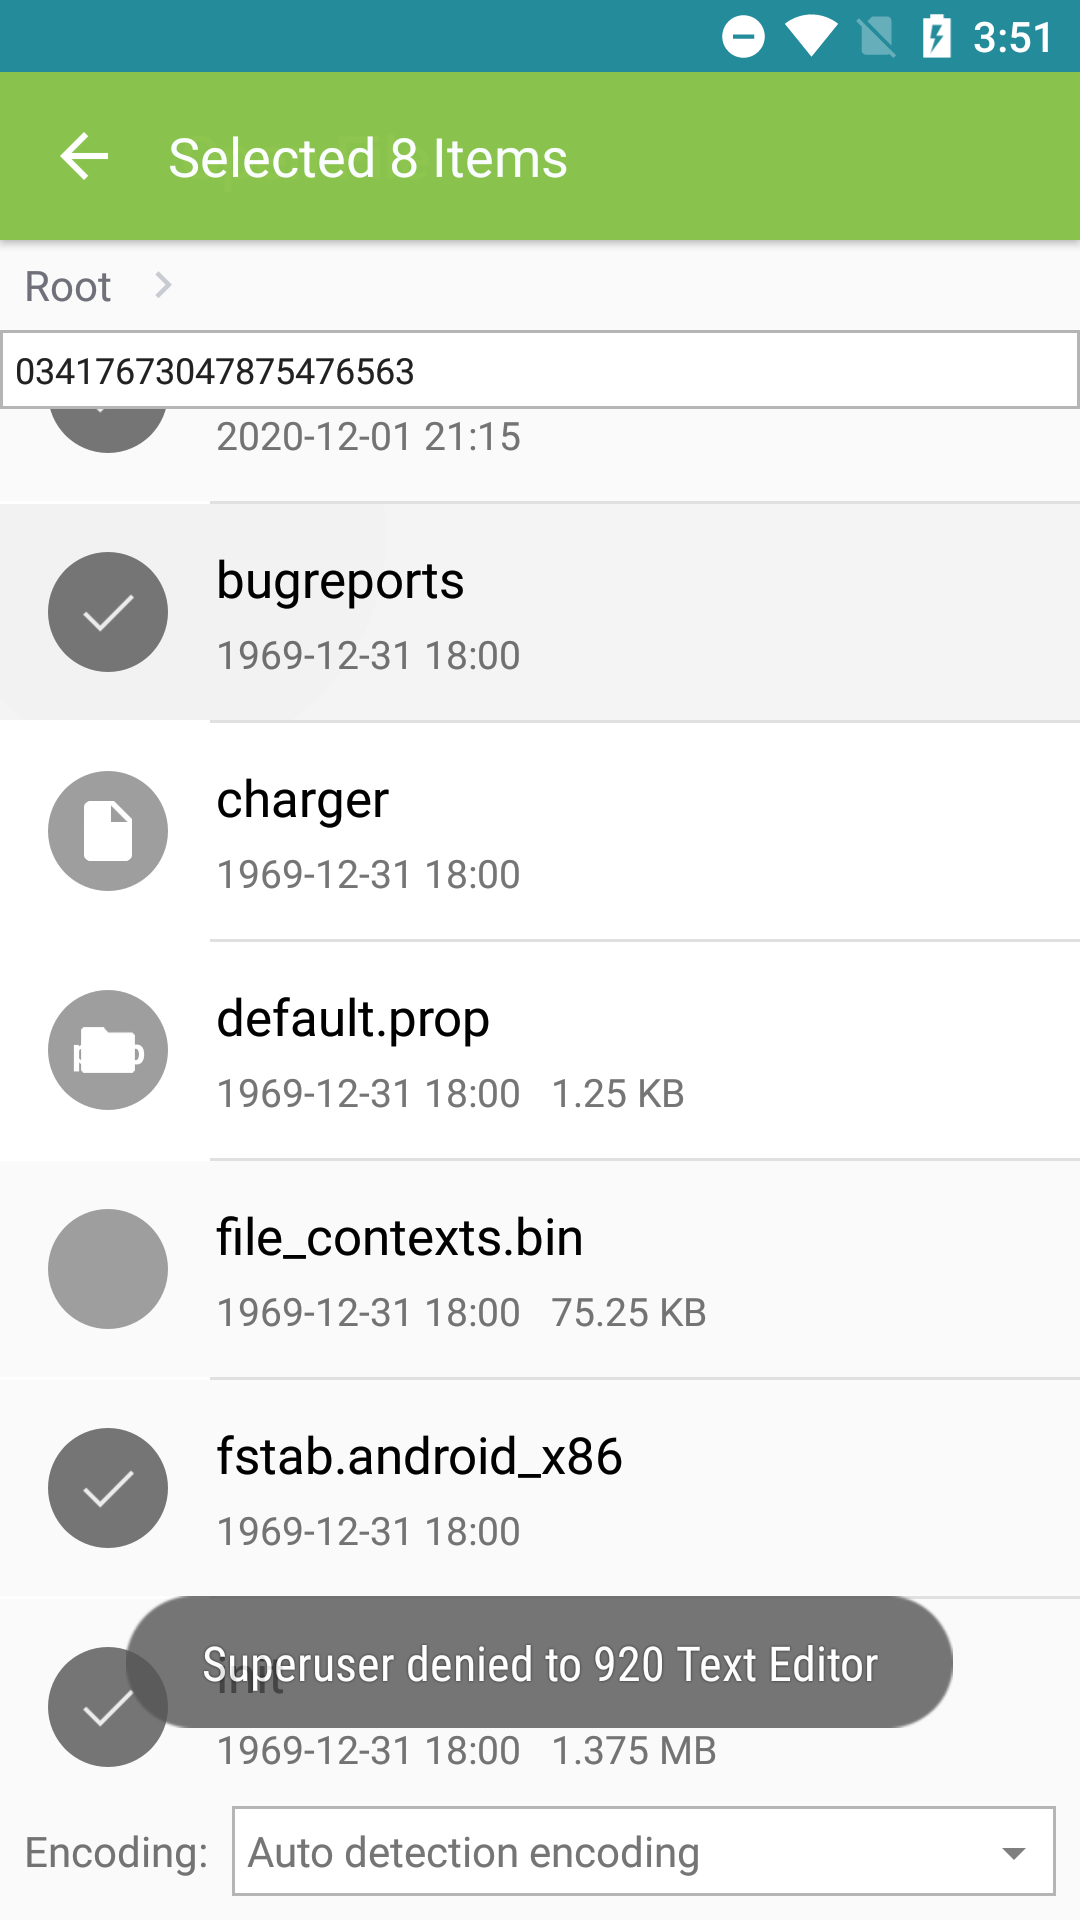 3:51
Selected 8 Items
Root
03417673047875476563
2020-12-01 21:15
bugreports
1969-12-31 18:00
charger
1969-12-31 18:00
default.prop
1969-12-31 18:00 1.25 KB
file_contexts.bin
1969-12-31 18:00 75.25 KB
fstab.android_x86
1969-12-31 18:00
init
Superuser denied to 920 Text Editor
1969-12-31 18:00 1.375 MB
Encoding: Auto detection encoding